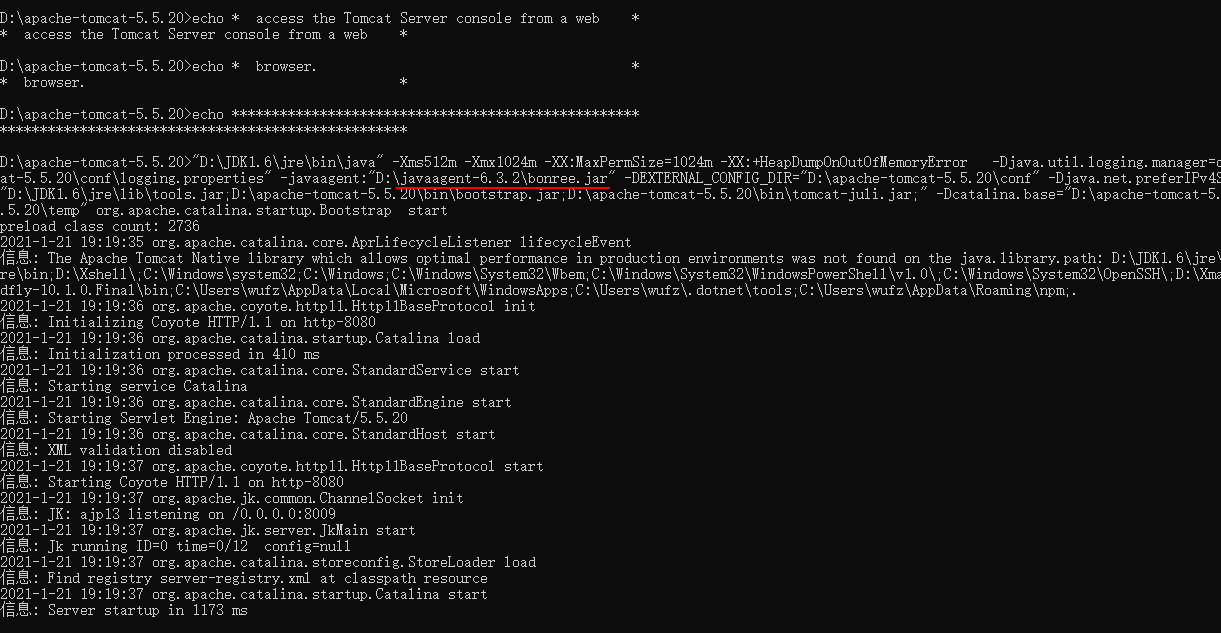 D:\apache-tomcat-5.5.20>echo *  access the Tomcat Server console from a web    *
*  access the Tomcat Server console from a web    *
D:\apache-tomcat-5.5.20>echo *  browser.                                       *
*  browser.                                       *
D:\apache-tomcat-5.5.20>echo ***************************************************
***************************************************
D:\apache-tomcat-5.5.20>"D:\JDK1.6\jre\bin\java" -Xms512m -Xmx1024m -XX:MaxPermSize=1024m -XX:+HeapDumpOnOutOfMemoryError   -Djava.util.logging.manager=o
cat-5.5.20\conf\logging.properties" -javaagent:"D:\javaagent-6.3.2\bonree.jar" -DEXTERNAL_CONFIG_DIR="D:\apache-tomcat-5.5.20\conf" -Djava.net.preferIPv4S
"D:\JDK1.6\jre\lib\tools.jar;D:\apache-tomcat-5.5.20\bin\bootstrap.jar;D:\apache-tomcat-5.5.20\bin\tomcat-juli.jar;" -Dcatalina.base="D:\apache-tomcat-5
.5.20\temp" org.apache.catalina.startup.Bootstrap  start
preload class count: 2736
2021-1-21 19:19:35 org.apache.catalina.core.AprLifecycleListener lifecycleEvent
信息: The Apache Tomcat Native library which allows optimal performance in production environments was not found on the java.library.path: D:\JDK1.6\jre\
re\bin;D:\Xshell\;C:\Windows\system32;C:\Windows;C:\Windows\System32\Wbem;C:\Windows\System32\WindowsPowerShell\v1.0\;C:\Windows\System32\OpenSSH\;D:\Xma
dfly-10.1.0.Final\bin;C:\Users\wufz\AppData\Local\Microsoft\WindowsApps;C:\Users\wufz\.dotnet\tools;C:\Users\wufz\AppData\Roaming\npm;.
2021-1-21 19:19:36 org.apache.coyote.http11.Http11BaseProtocol init
信息: Initializing Coyote HTTP/1.1 on http-8080
2021-1-21 19:19:36 org.apache.catalina.startup.Catalina load
信息: Initialization processed in 410 ms
2021-1-21 19:19:36 org.apache.catalina.core.StandardService start
信息: Starting service Catalina
2021-1-21 19:19:36 org.apache.catalina.core.StandardEngine start
信息: Starting Servlet Engine: Apache Tomcat/5.5.20
2021-1-21 19:19:36 org.apache.catalina.core.StandardHost start
信息: XML validation disabled
2021-1-21 19:19:37 org.apache.coyote.http11.Http11BaseProtocol start
信息: Starting Coyote HTTP/1.1 on http-8080
2021-1-21 19:19:37 org.apache.jk.common.ChannelSocket init
信息: JK: ajp13 listening on /0.0.0.0:8009
2021-1-21 19:19:37 org.apache.jk.server.JkMain start
信息: Jk running ID=0 time=0/12  config=null
2021-1-21 19:19:37 org.apache.catalina.storeconfig.StoreLoader load
信息: Find registry server-registry.xml at classpath resource
2021-1-21 19:19:37 org.apache.catalina.startup.Catalina start
信息: Server startup in 1173 ms